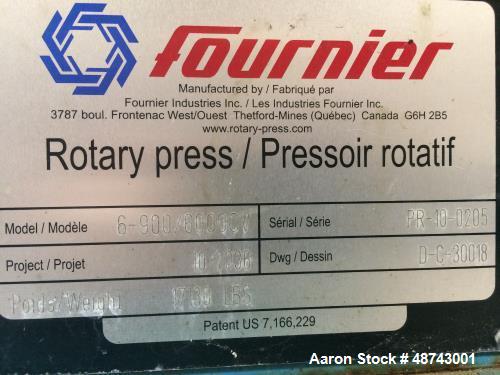 fournier
Manufactured by / Fabriqué par
Fournier Industries Inc. / Les Industries Fournier Inc.
3787 boul. Frontenac West/Ouest Thetford-Mines (Québec) Canada G6H 2B5
www.rotary-press.com
Rotary press / Pressoir rotatif
Model / Modèle Sérial / Série PR-10-0205
Project / Projet Dwg / Dessin D-C-30018
Poids/Weight LBS
Patent US 7,166,229
Aaron Stock # 48743001